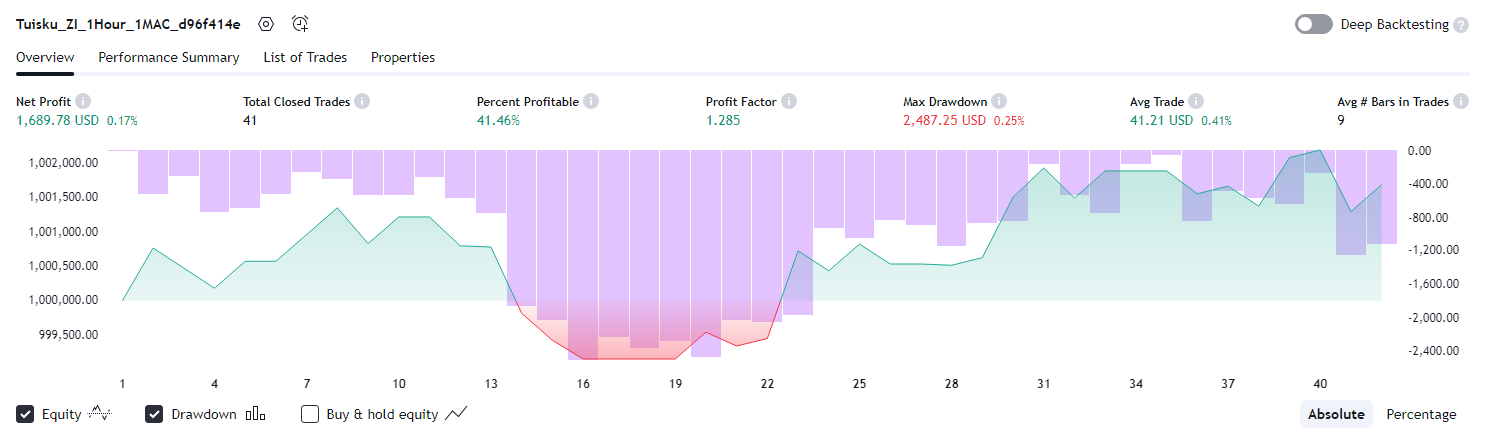 Tuisku_ZI_1Hour_1MAC_d96f414e Deep Backtesting ?
Overview Performance Summary List of Trades Properties
Net Profit i Total Closed Trades i Percent Profitable i Profit Factor i Max Drawdown i Avg Trade i Avg # Bars in Trades i
1,689.78 USD 0.17% 41 41.46% 1.285 2,487.25 USD 0.25% 41.21 USD 0.41% 9
1,002,000.00 0.00
1,001,500.00 -400.00
1,001,000.00 -800.00
1,000,500.00 -1,200.00
1,000,000.00 -1,600.00
999,500.00 -2,000.00
-2,400.00
1 4 7 10 13 16 19 22 25 28 31 34 37 40
Equity Drawdown Buy & hold equity Absolute Percentage